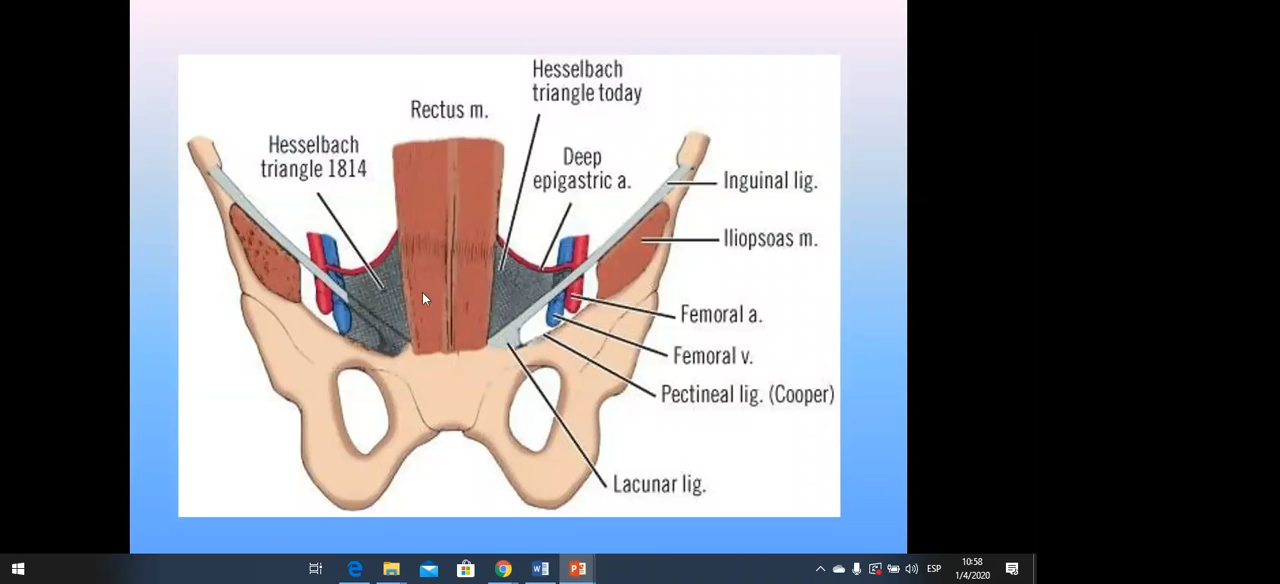 Hesselbach
triangle today
Rectus m.
Hesselbach
triangle 1814
Deep
epigastric a.
Inguinal lig.
Iliopsoas m.
Femoral a.
Femoral v.
Pectineal lig. (Cooper)
Lacunar lig.
ESP
10:58
1/4/2020